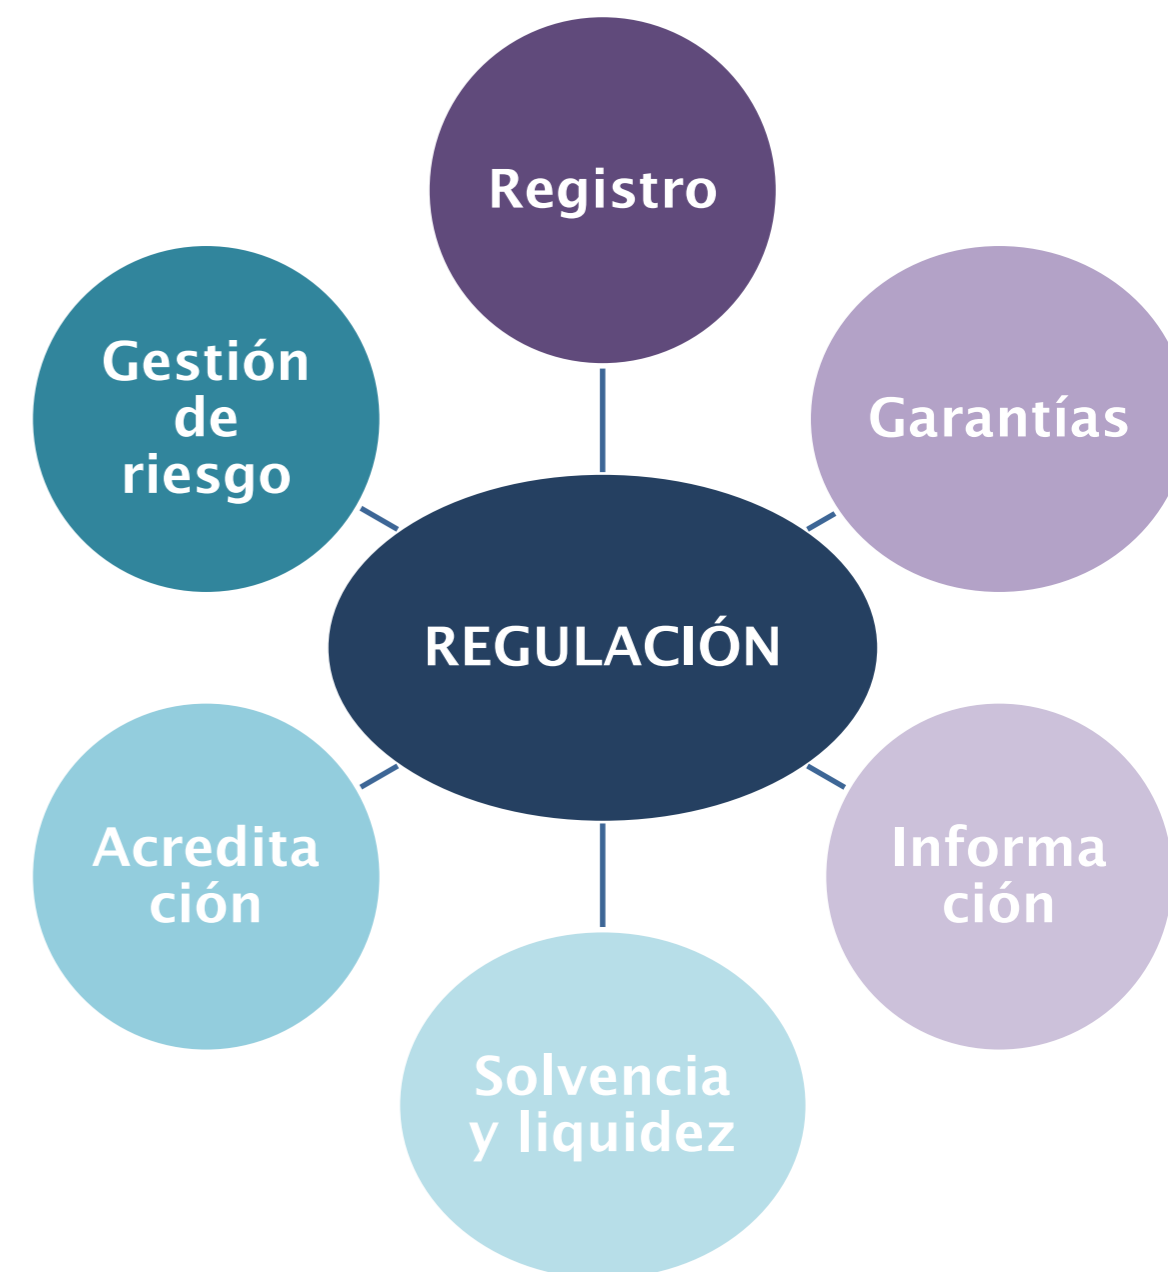 Registro
Garantías
Informa
ción
Solvencia
y liquidez
Acredita
ción
Gestión
de
riesgo
REGULACIÓN